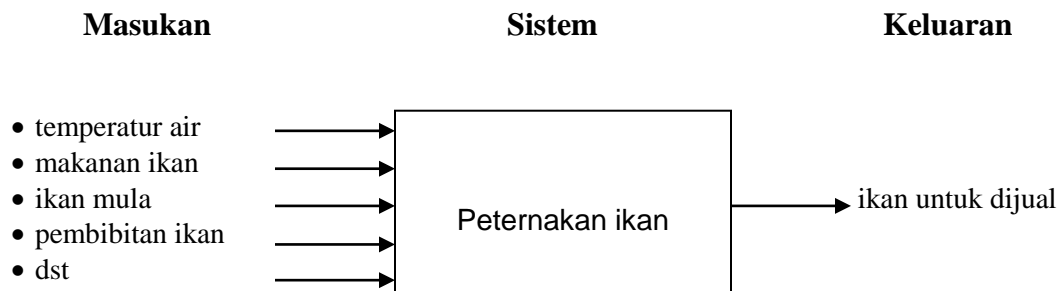 Masukan Sistem Keluaran
• temperatur air
• makanan ikan
• ikan mula
• pembibitan ikan
• dst
Peternakan ikan
ikan untuk dijual